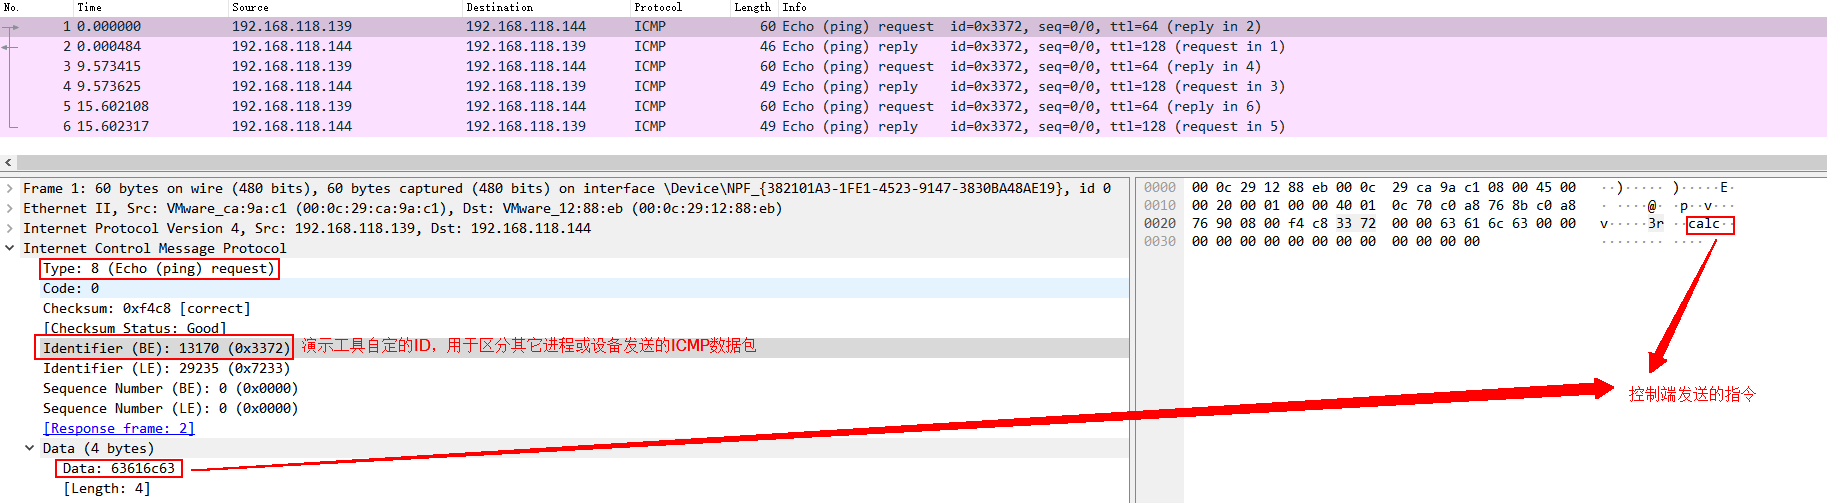 No. Time Source Destination Protocol Length Info
1 0.000000 192.168.118.139 192.168.118.144 ICMP 60 Echo (ping) request id=0x3372, seq=0/0, ttl=64 (reply in 2)
2 0.000484 192.168.118.144 192.168.118.139 ICMP 46 Echo (ping) reply id=0x3372, seq=0/0, ttl=128 (request in 1)
3 9.573415 192.168.118.139 192.168.118.144 ICMP 60 Echo (ping) request id=0x3372, seq=0/0, ttl=64 (reply in 4)
4 9.573625 192.168.118.144 192.168.118.139 ICMP 49 Echo (ping) reply id=0x3372, seq=0/0, ttl=128 (request in 3)
5 15.602108 192.168.118.139 192.168.118.144 ICMP 60 Echo (ping) request id=0x3372, seq=0/0, ttl=64 (reply in 6)
6 15.602317 192.168.118.144 192.168.118.139 ICMP 49 Echo (ping) reply id=0x3372, seq=0/0, ttl=128 (request in 5)
Frame 1: 60 bytes on wire (480 bits), 60 bytes captured (480 bits) on interface \Device\NPF_{382101A3-1FE1-4523-9147-3830BA48AE19}, id 0
Ethernet II, Src: VMware_ca:9a:c1 (00:0c:29:ca:9a:c1), Dst: VMware_12:88:eb (00:0c:29:12:88:eb)
Internet Protocol Version 4, Src: 192.168.118.139, Dst: 192.168.118.144
Internet Control Message Protocol
Type: 8 (Echo (ping) request)
Code: 0
Checksum: 0xf4c8 [correct]
[Checksum Status: Good]
Identifier (BE): 13170 (0x3372) 演示工具自定的ID，用于区分其它进程或设备发送的ICMP数据包
Identifier (LE): 29235 (0x7233)
Sequence Number (BE): 0 (0x0000)
Sequence Number (LE): 0 (0x0000)
[Response frame: 2]
Data (4 bytes)
Data: 63616c63
[Length: 4]
0000 00 0c 29 12 88 eb 00 0c 29 ca 9a c1 08 00 45 00 ··)····· )·····E·
0010 00 20 00 01 00 00 40 01 0c 70 c0 a8 76 8b c0 a8 · ····@· ·p··v···
0020 76 90 08 00 f4 c8 33 72 00 00 63 61 6c 63 00 00 v·····3r ··calc··
0030 00 00 00 00 00 00 00 00 00 00 00 00 ········ ····
控制端发送的指令